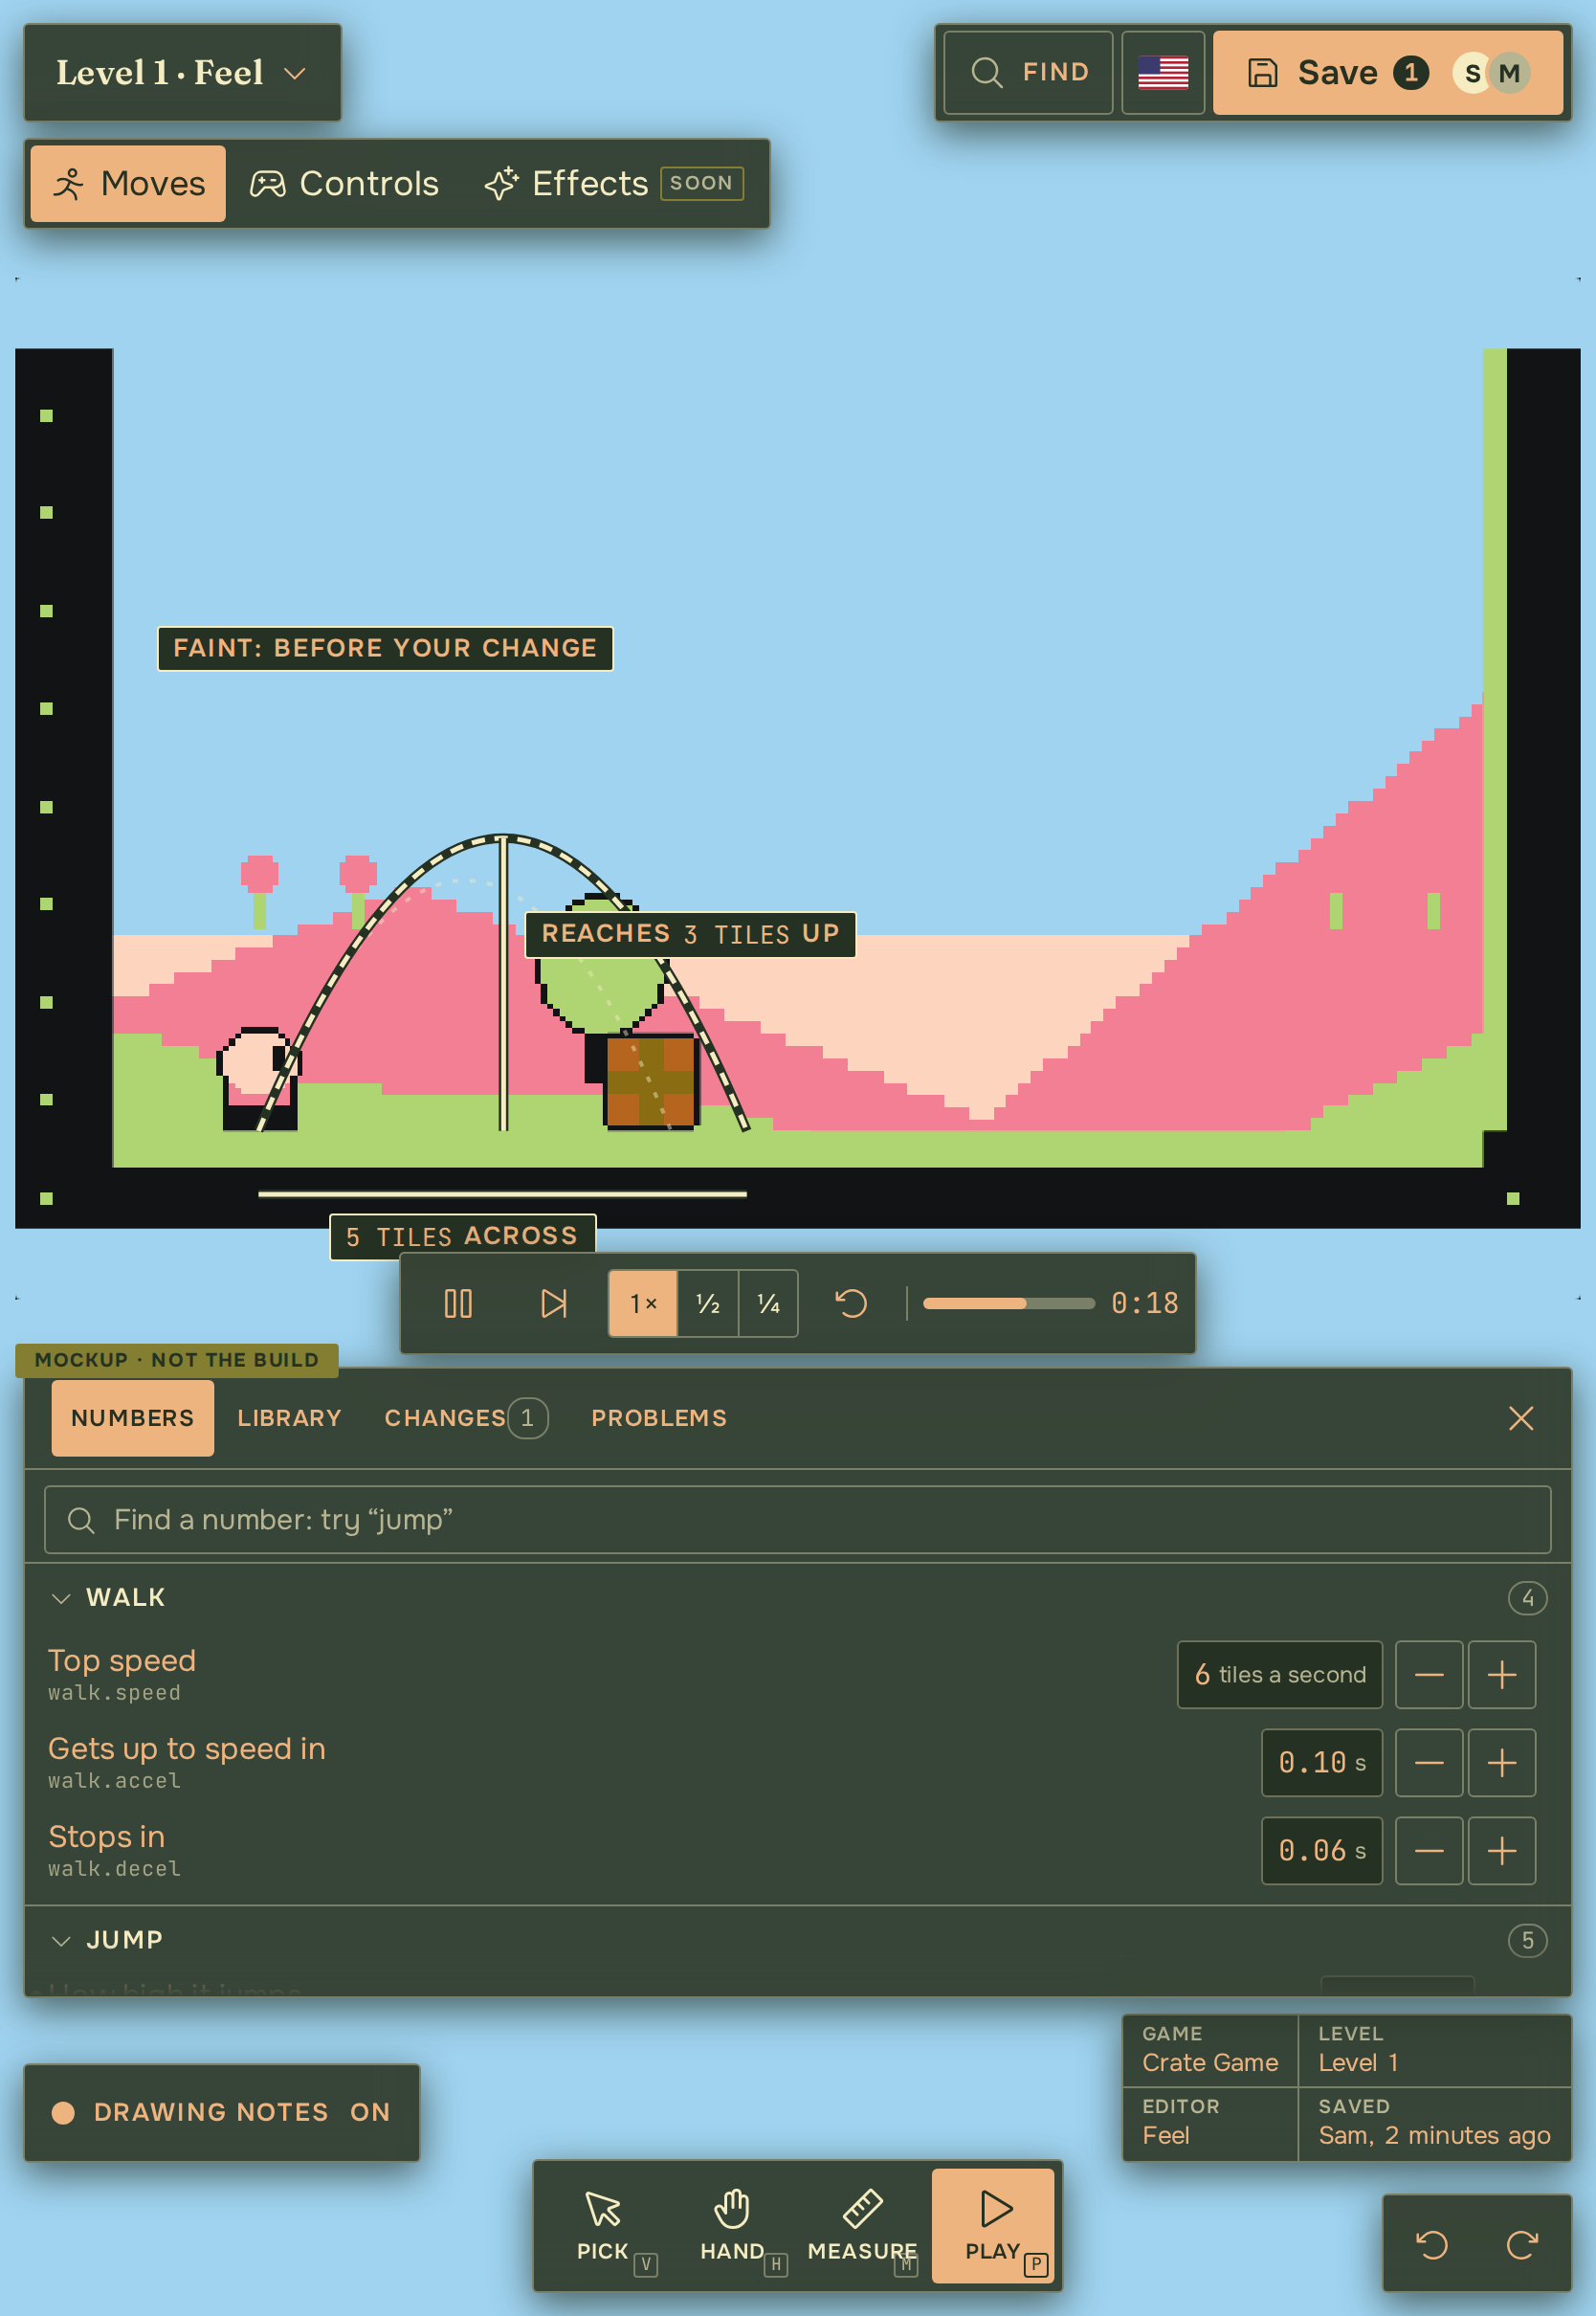 Level 1 · Feel
FIND
Save 1 S M
Moves
Controls
Effects SOON
FAINT: BEFORE YOUR CHANGE
REACHES 3 TILES UP
5 TILES ACROSS
1× ½ ¼ 0:18
MOCKUP · NOT THE BUILD
NUMBERS LIBRARY CHANGES 1 PROBLEMS
Find a number: try “jump”
WALK 4
Top speed
walk.speed
6 tiles a second
Gets up to speed in
walk.accel
0.10 s
Stops in
walk.decel
0.06 s
JUMP 5
How high it jumps
GAME
Crate Game
LEVEL
Level 1
EDITOR
Feel
SAVED
Sam, 2 minutes ago
DRAWING NOTES ON
PICK V
HAND H
MEASURE M
PLAY P